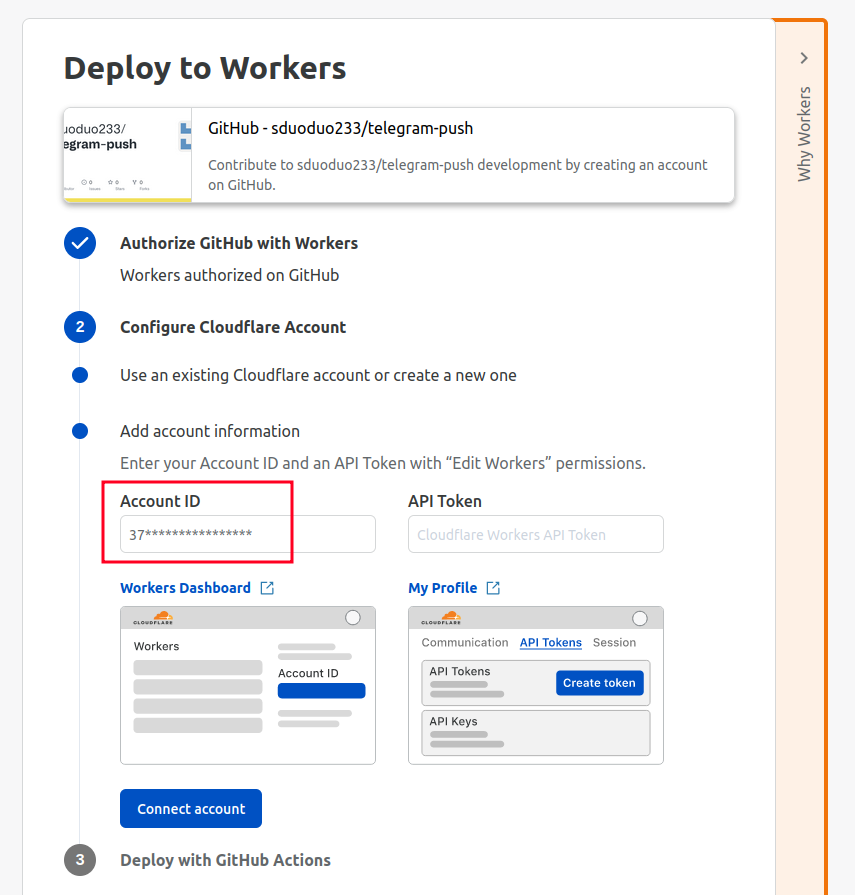 Deploy to Workers
uoduo233/
egram-push
GitHub - sduoduo233/telegram-push
Contribute to sduoduo233/telegram-push development by creating an account
on GitHub.
Why Workers
Authorize GitHub with Workers
Workers authorized on GitHub
2
Configure Cloudflare Account
Use an existing Cloudflare account or create a new one
Add account information
Enter your Account ID and an API Token with “Edit Workers” permissions.
Account ID
API Token
37****************
Cloudflare Workers API Token
Workers Dashboard
My Profile
CLOUDFLARE
Workers
Account ID
CLOUDFLARE
Communication API Tokens Session
API Tokens
Create token
API Keys
Connect account
3
Deploy with GitHub Actions